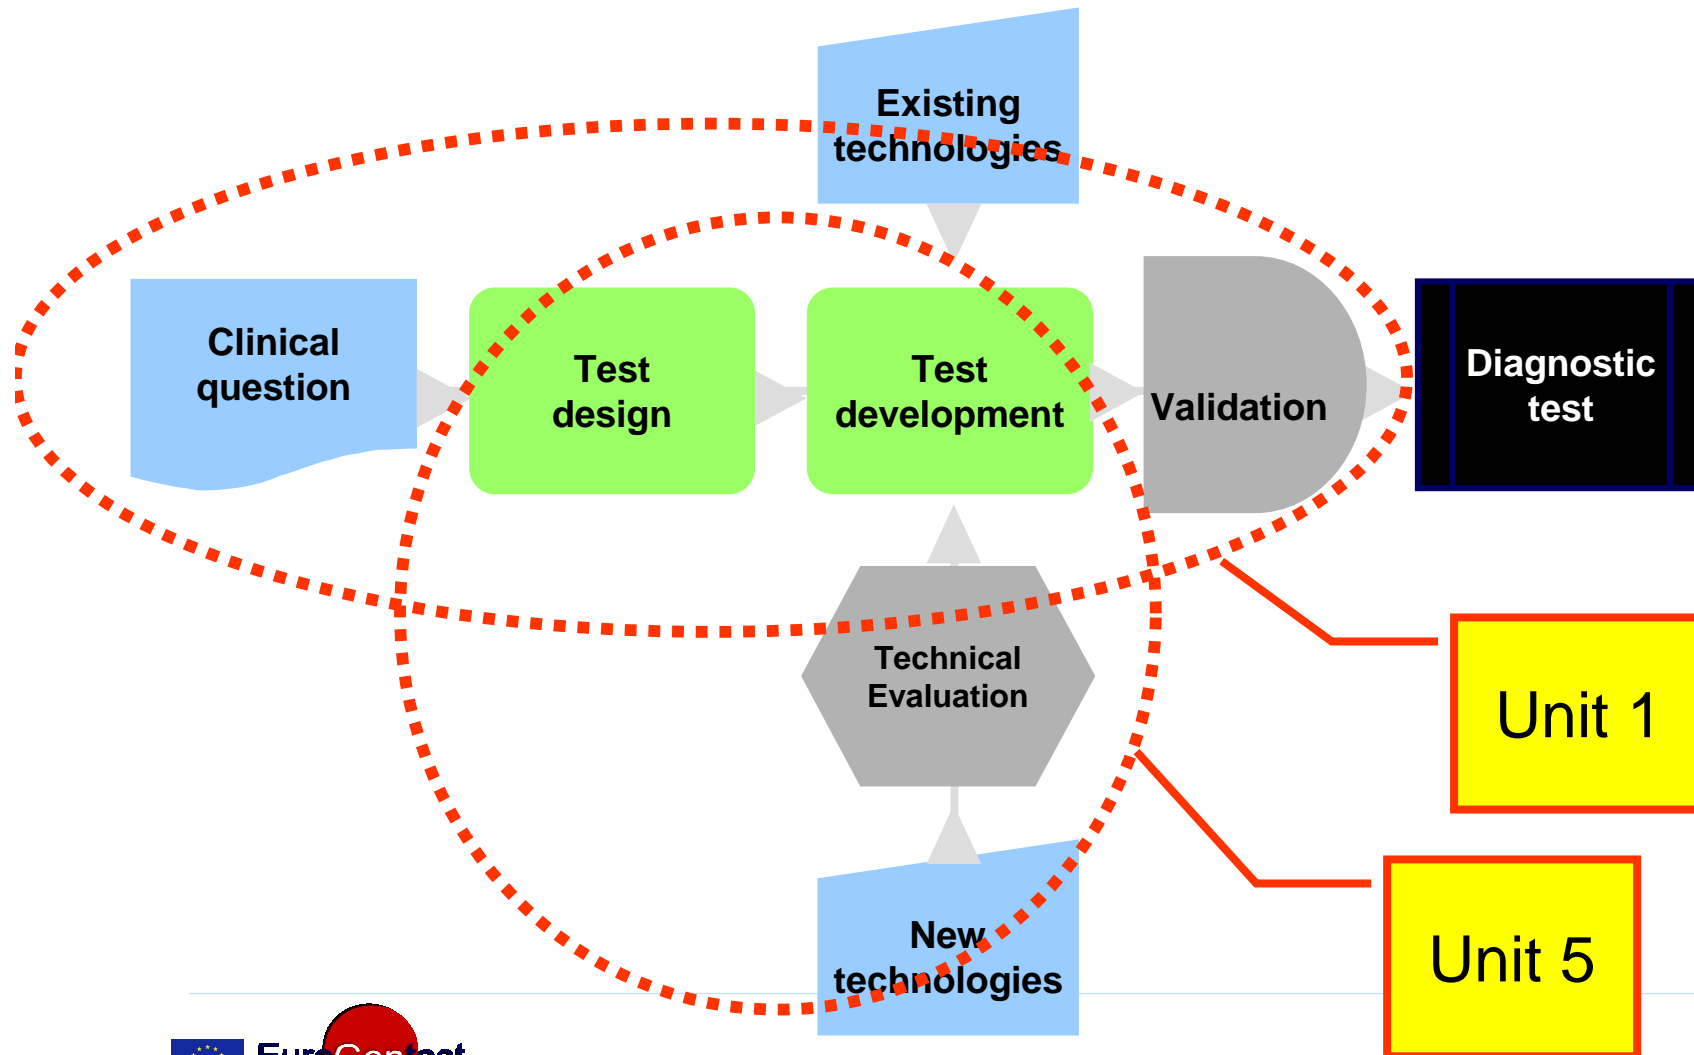 Existing
technologies
Clinical
question
Test
design
Test
development
Validation
Diagnostic
test
Technical
Evaluation
Unit 1
New
technologies
Unit 5
EuroGentest